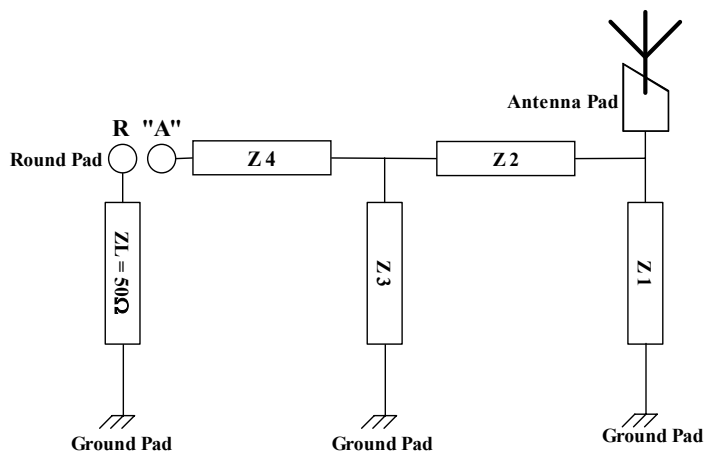 Antenna Pad
R "A"
Round Pad
Z 4
Z 2
ZL = 50Ω
Z 3
Z 1
Ground Pad
Ground Pad
Ground Pad